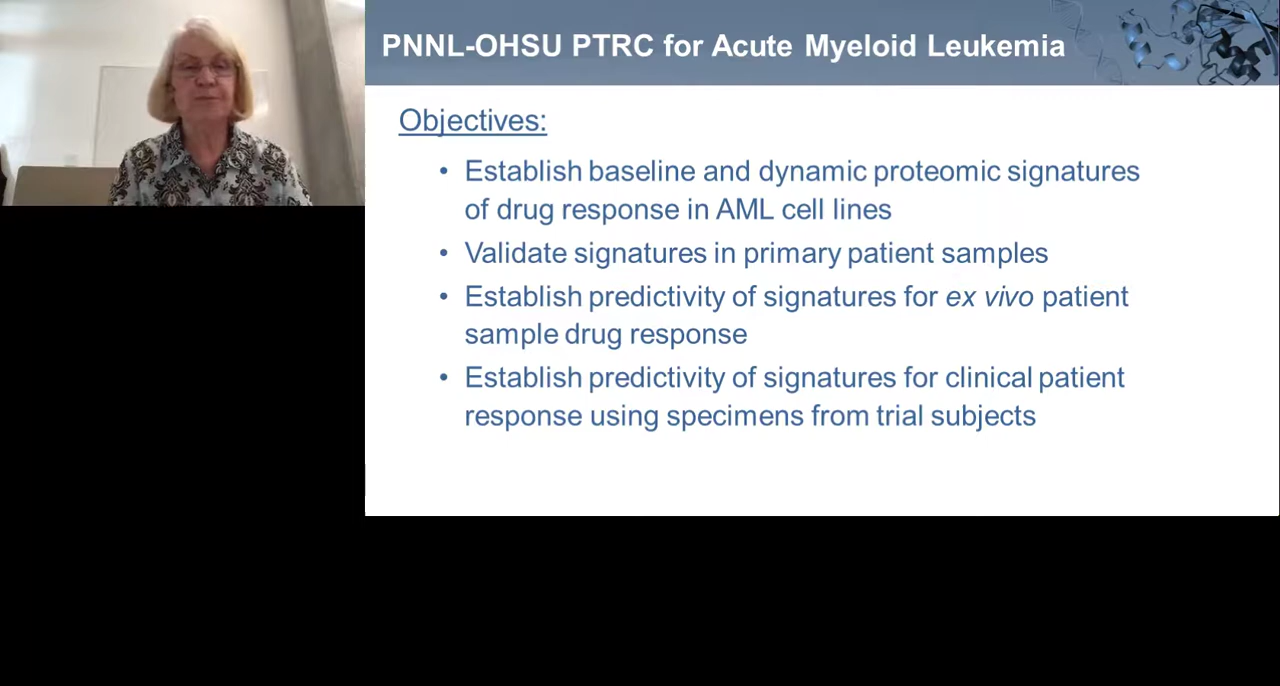 PNNL-OHSU PTRC for Acute Myeloid Leukemia
Objectives:
• Establish baseline and dynamic proteomic signatures
of drug response in AML cell lines
• Validate signatures in primary patient samples
• Establish predictivity of signatures for ex vivo patient
sample drug response
• Establish predictivity of signatures for clinical patient
response using specimens from trial subjects